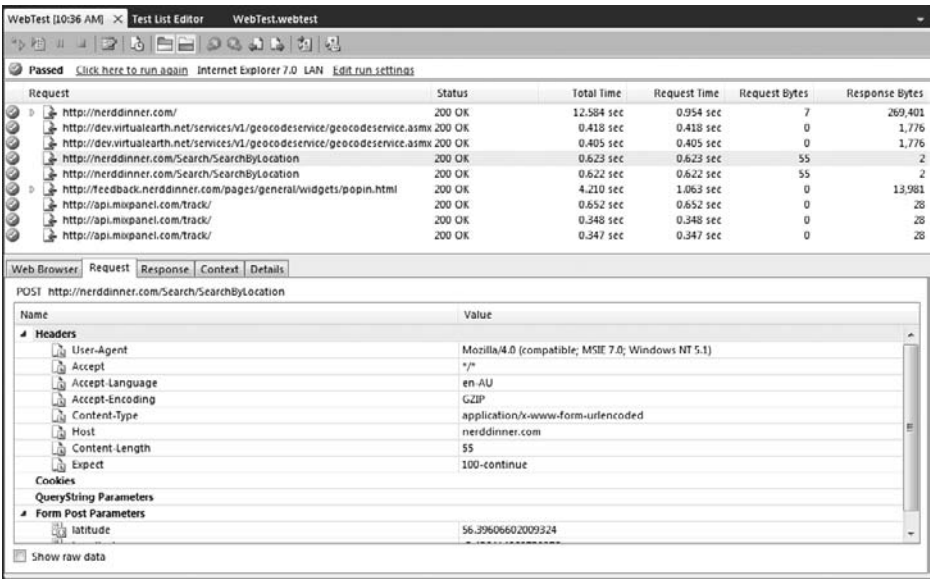 WebTest [10:36 AM] Test List Editor WebTest.webtest
Passed Click here to run again Internet Explorer 7.0 LAN Edit run settings
Request Status Total Time Request Time Request Bytes Response Bytes
http://nerddinner.com/ 200 OK 12.584 sec 0.954 sec 7 269,401
http://dev.virtualearth.net/services/v1/geocodeservice/geocodeservice.asmx 200 OK 0.418 sec 0.418 sec 0 1,776
http://dev.virtualearth.net/services/v1/geocodeservice/geocodeservice.asmx 200 OK 0.405 sec 0.405 sec 0 1,776
http://nerddinner.com/Search/SearchByLocation 200 OK 0.623 sec 0.623 sec 55 2
http://nerddinner.com/Search/SearchByLocation 200 OK 0.622 sec 0.622 sec 55 2
http://feedback.nerddinner.com/pages/general/widgets/popin.html 200 OK 4.210 sec 1.063 sec 0 13,981
http://api.mixpanel.com/track/ 200 OK 0.652 sec 0.652 sec 0 28
http://api.mixpanel.com/track/ 200 OK 0.348 sec 0.348 sec 0 28
http://api.mixpanel.com/track/ 200 OK 0.347 sec 0.347 sec 0 28
Web Browser Request Response Context Details
POST http://nerddinner.com/Search/SearchByLocation
Name Value
Headers
User-Agent Mozilla/4.0 (compatible; MSIE 7.0; Windows NT 5.1)
Accept */*
Accept-Language en-AU
Accept-Encoding GZIP
Content-Type application/x-www-form-urlencoded
Host nerddinner.com
Content-Length 55
Expect 100-continue
Cookies
QueryString Parameters
Form Post Parameters
latitude 56.39606602009324
Show raw data